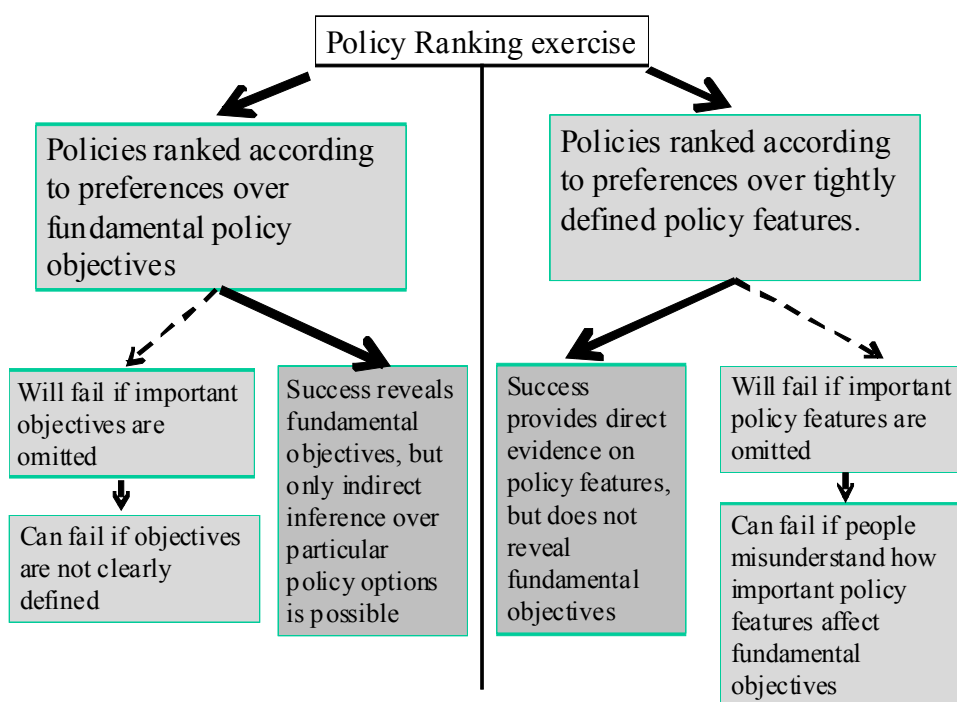 Policy Ranking exercise
Policies ranked according
to preferences over
fundamental policy
objectives
Policies ranked according
to preferences over tightly
defined policy features.
Will fail if important
objectives are
omitted
Can fail if objectives
are not clearly
defined
Success reveals
fundamental
objectives, but
only indirect
inference over
particular
policy options
is possible
Success
provides direct
evidence on
policy features,
but does not
reveal
fundamental
objectives
Will fail if important
policy features are
omitted
Can fail if people
misunderstand how
important policy
features affect
fundamental
objectives